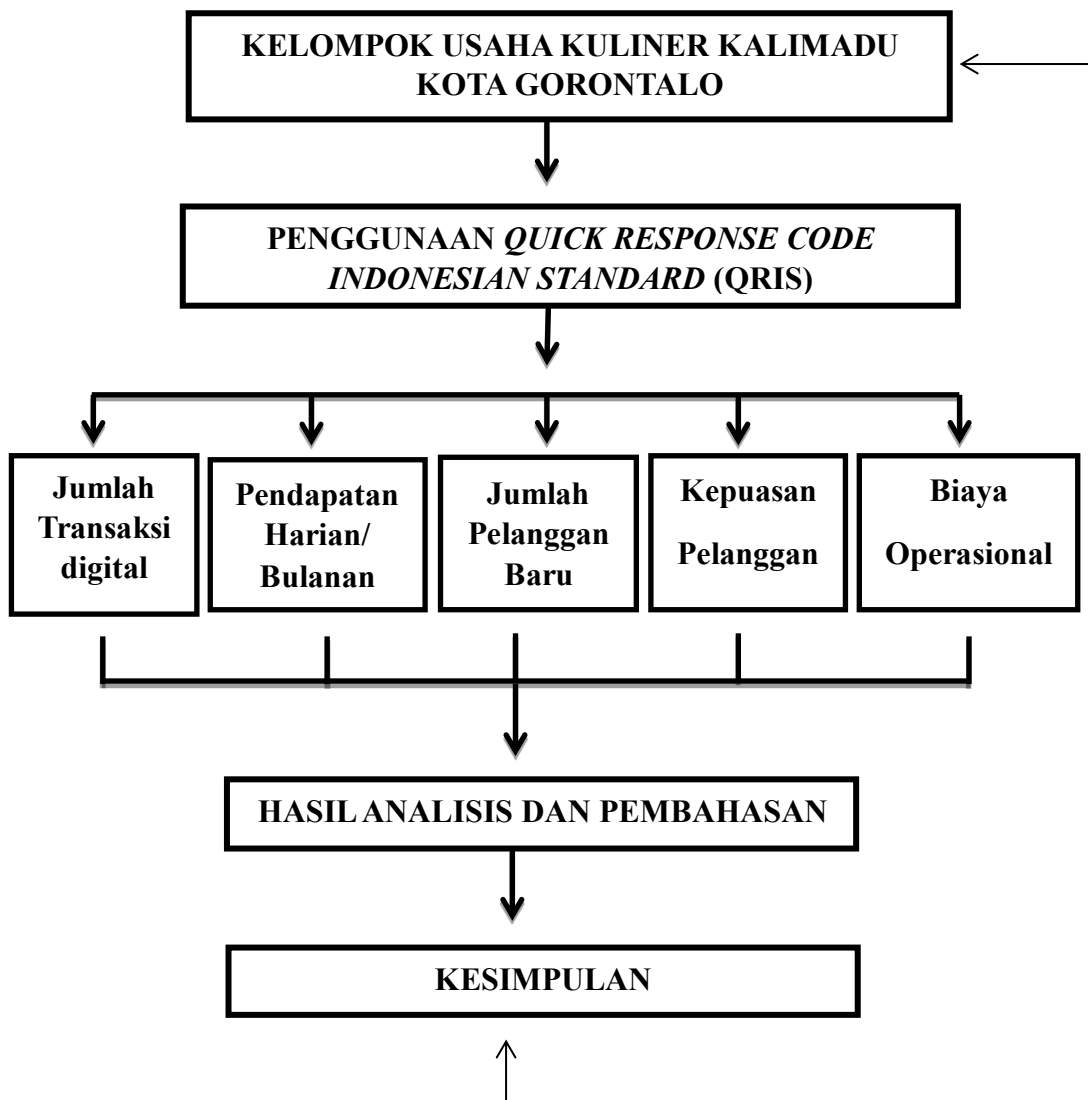 KELOMPOK USAHA KULINER KALIMADU
KOTA GORONTALO
PENGGUNAAN QUICK RESPONSE CODE
INDONESIAN STANDARD (QRIS)
Jumlah
Transaksi
digital
Pendapatan
Harian/
Bulanan
Jumlah
Pelanggan
Baru
Kepuasan
Pelanggan
Biaya
Operasional
HASIL ANALISIS DAN PEMBAHASAN
KESIMPULAN